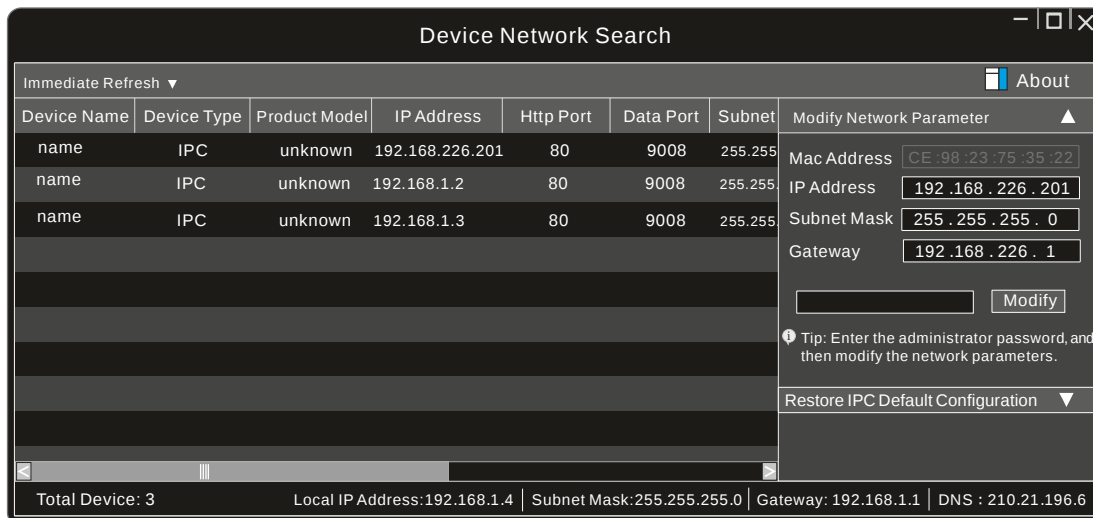 Device Network Search
Immediate Refresh ▼
About
Device Name Device Type Product Model IP Address Http Port Data Port Subnet
name IPC unknown 192.168.226.201 80 9008 255.255
name IPC unknown 192.168.1.2 80 9008 255.255.
name IPC unknown 192.168.1.3 80 9008 255.255.
Modify Network Parameter ▲
Mac Address CE:98:23:75:35:22
IP Address 192.168.226.201
Subnet Mask 255.255.255. 0
Gateway 192.168.226. 1
Modify
Tip: Enter the administrator password, and
then modify the network parameters.
Restore IPC Default Configuration ▼
Total Device: 3 Local IP Address:192.168.1.4 Subnet Mask:255.255.255.0 Gateway: 192.168.1.1 DNS : 210.21.196.6